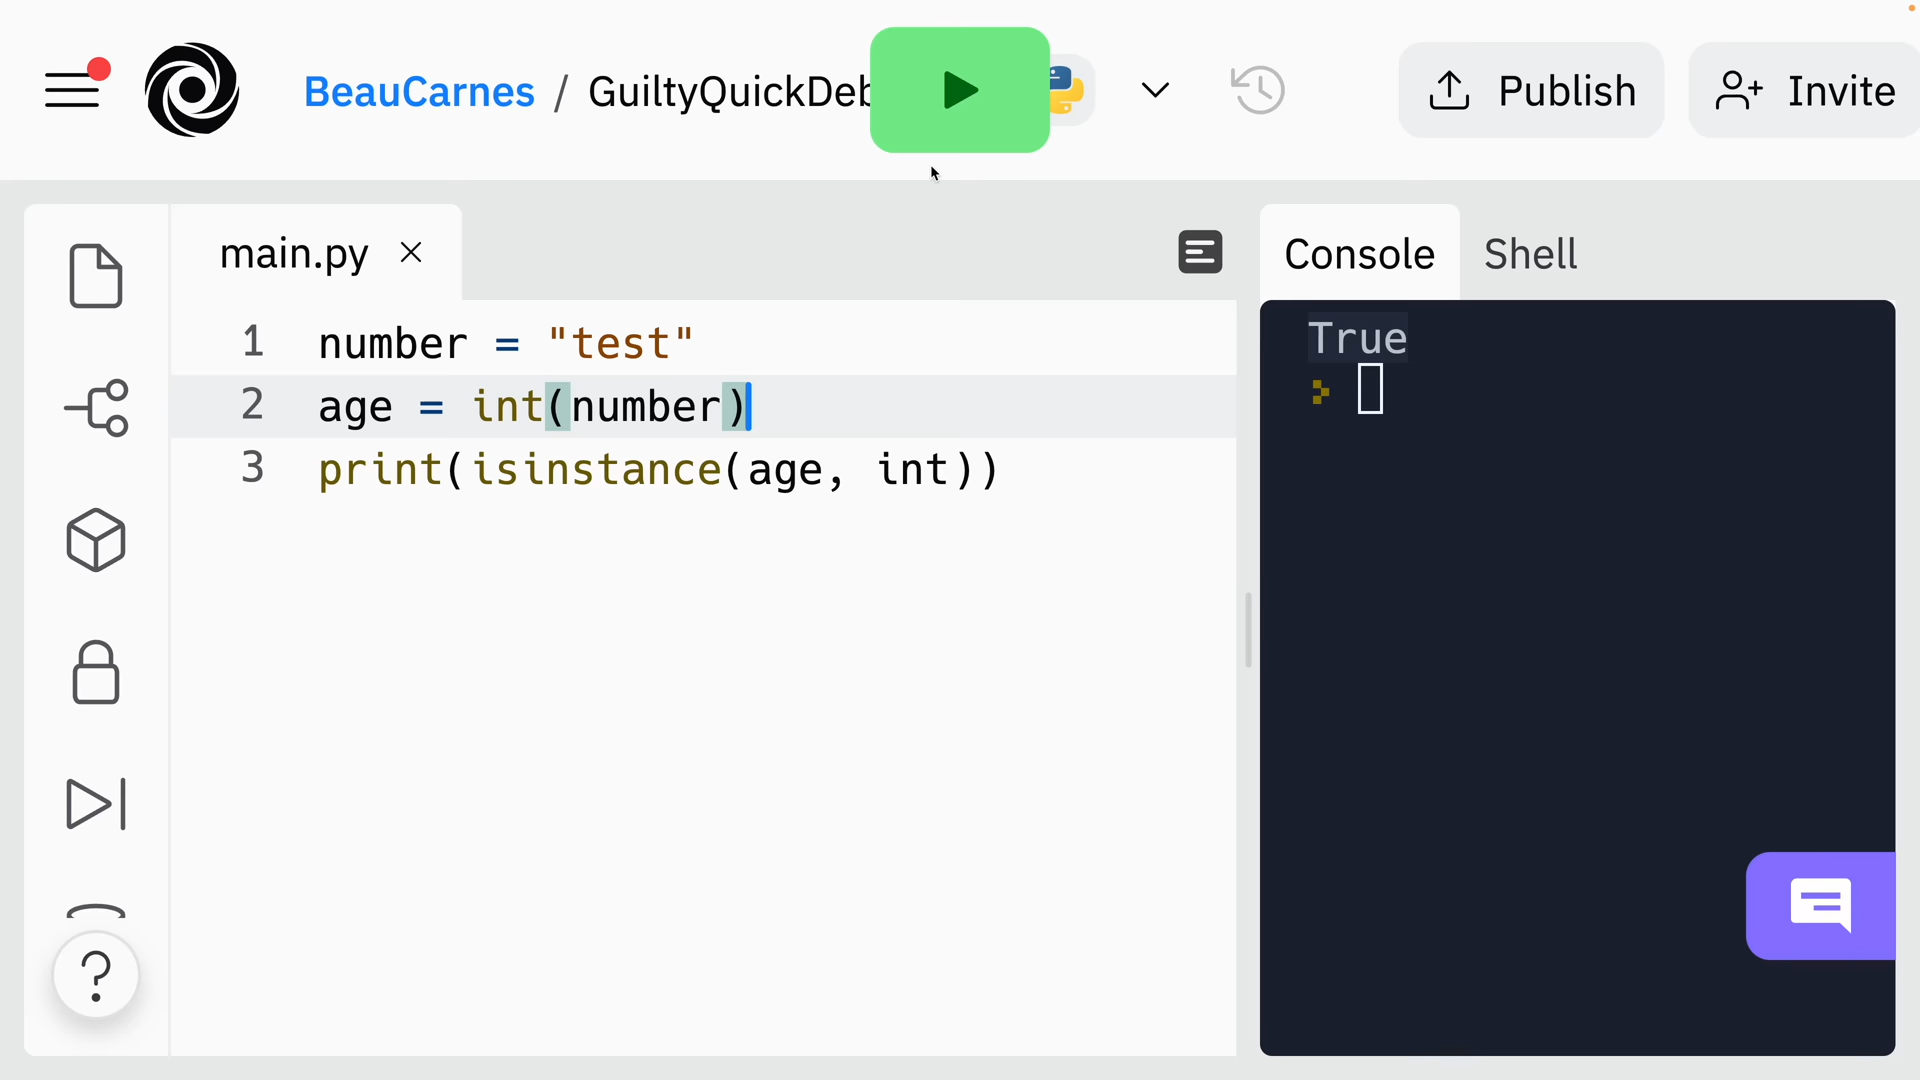 BeauCarnes / GuiltyQuickDeb
Publish
Invite
main.py
Console
Shell
1 number = "test"
2 age = int(number)
3 print(isinstance(age, int))
True
?